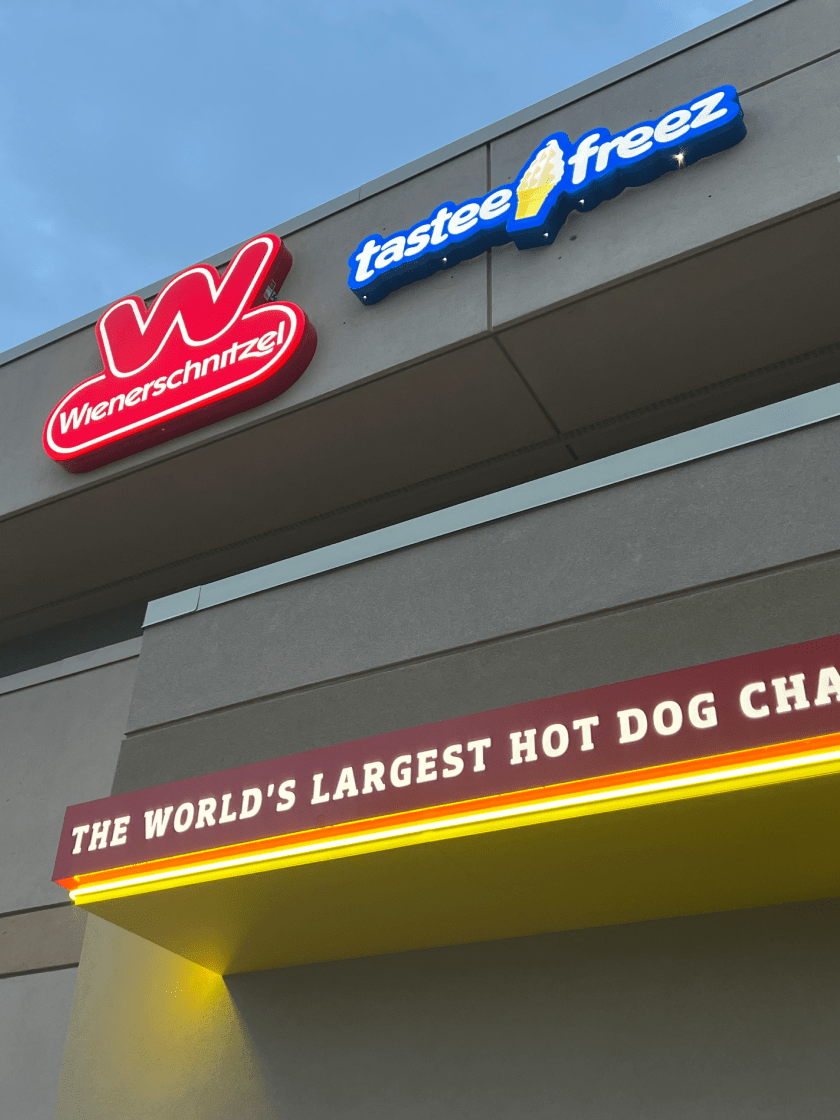 tastee freez
W
Wienerschnitzel
THE WORLD'S LARGEST HOT DOG CHA